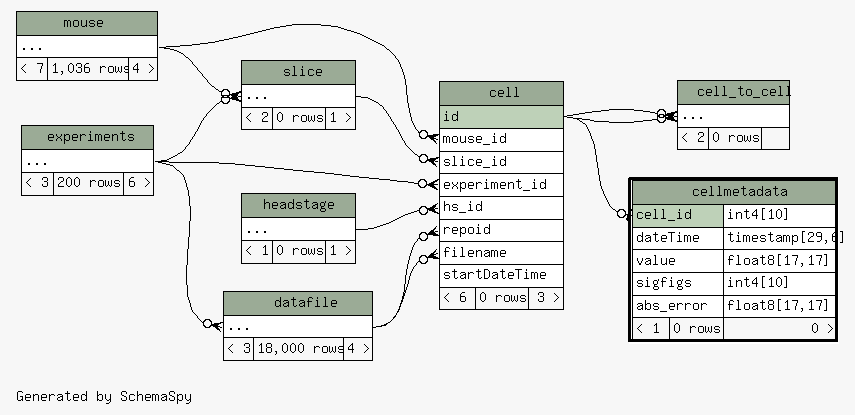 mouse
...
< 7 1,036 rows 4 >
experiments
...
< 3 200 rows 6 >
slice
...
< 2 0 rows 1 >
headstage
...
< 1 0 rows 1 >
datafile
...
< 3 18,000 rows 4 >
cell
id
mouse_id
slice_id
experiment_id
hs_id
repoid
filename
startDateTime
< 6 0 rows 3 >
cell_to_cell
...
< 2 0 rows
cellmetadata
cell_id int4[10]
dateTime timestamp[29,6]
value float8[17,17]
sigfigs int4[10]
abs_error float8[17,17]
< 1 0 rows 0 >
Generated by SchemaSpy